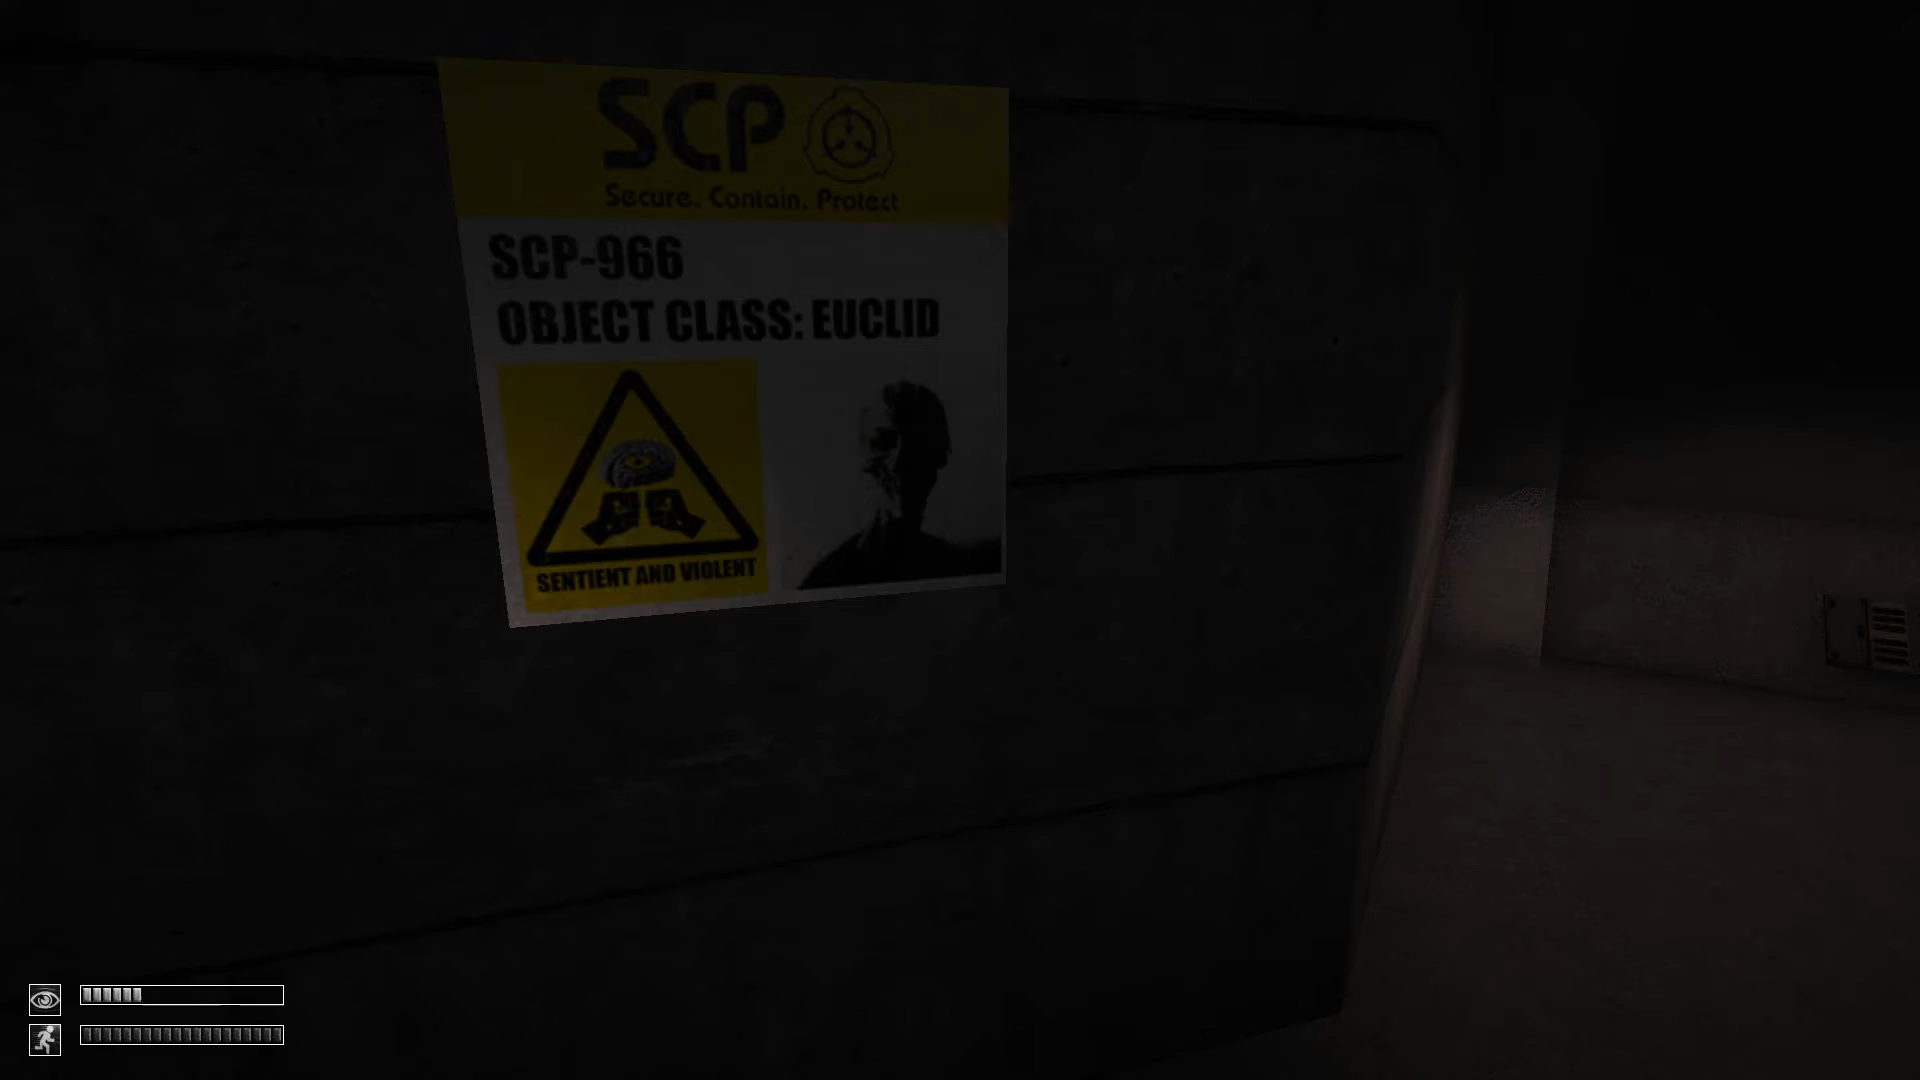 SCP
Secure. Contain. Protect
SCP-966
OBJECT CLASS: EUCLID
SENTIENT AND VIOLENT